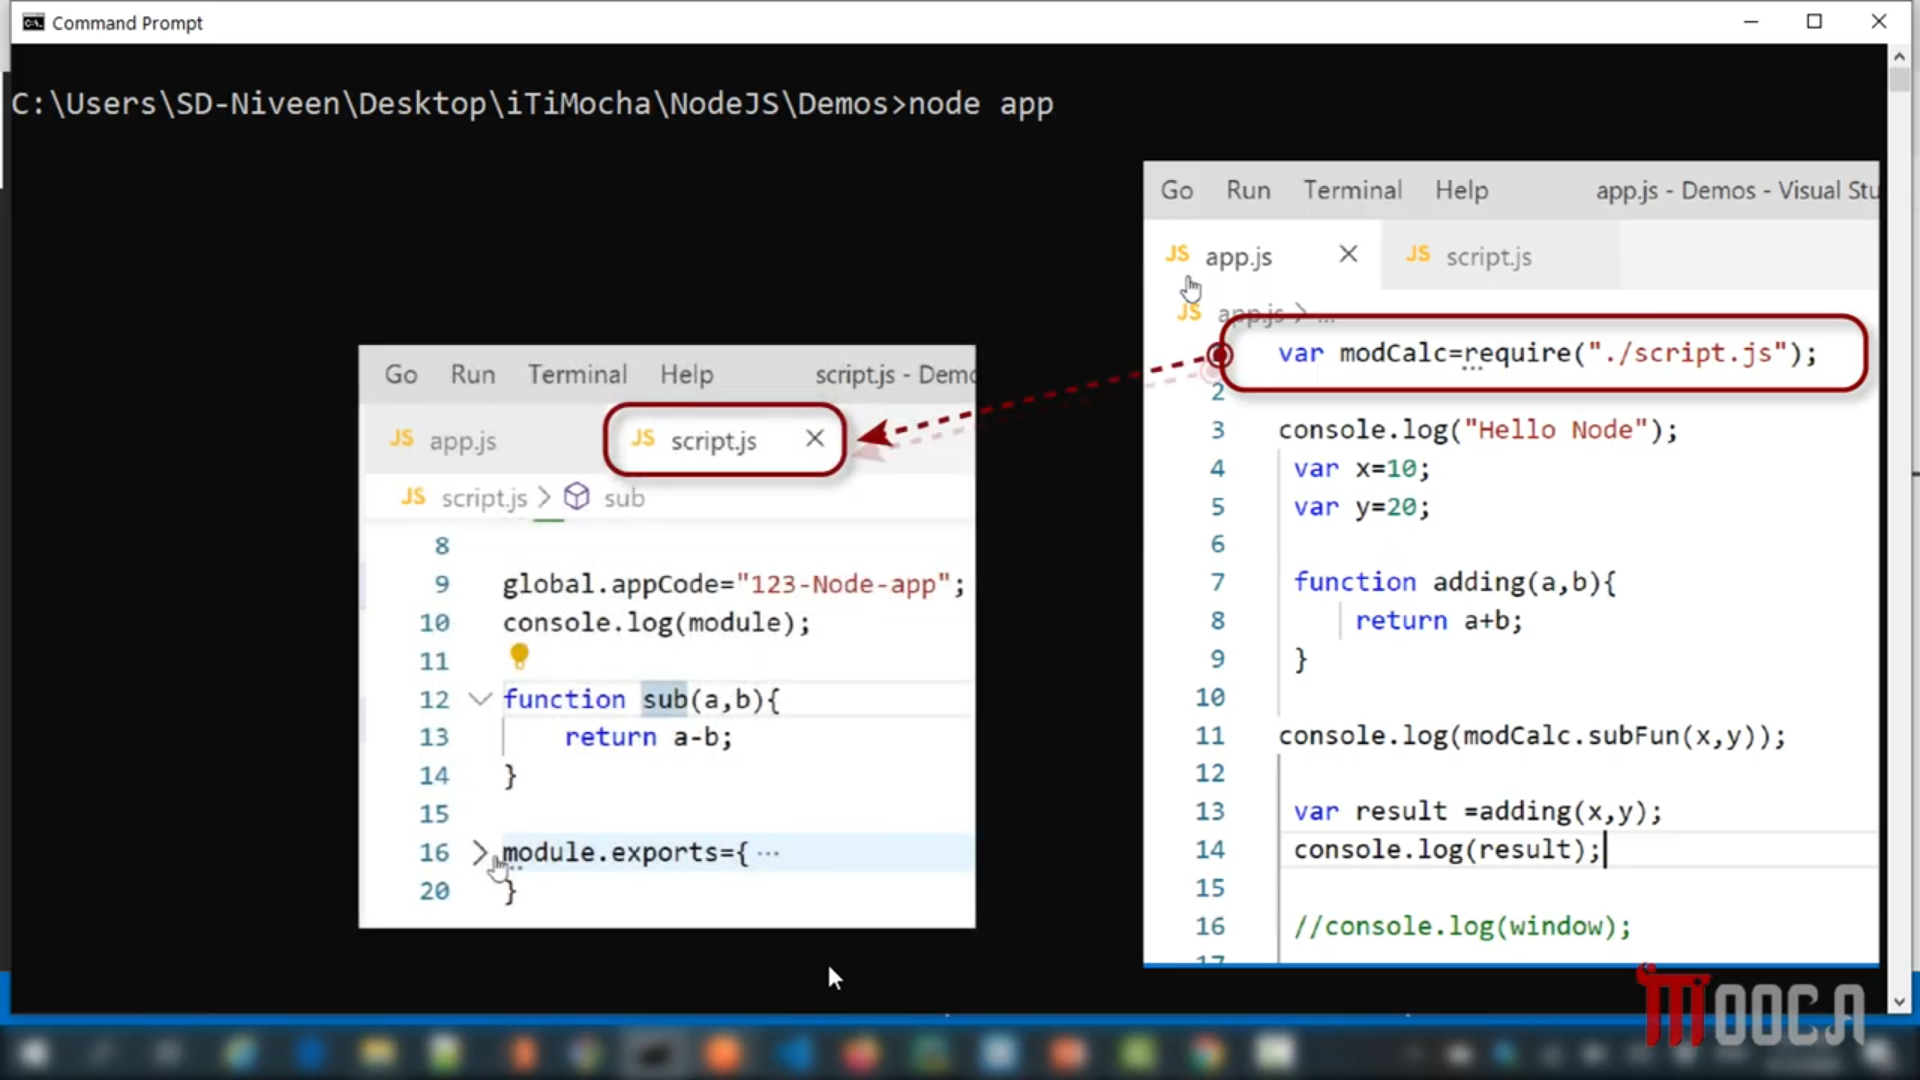 Command Prompt
C:\Users\SD-Niveen\Desktop\iTiMocha\NodeJS\Demos>node app
Go Run Terminal Help app.js - Demos - Visual Stu
JS app.js JS script.js
JS app.js > ...
var modCalc=require("./script.js");
2
3 console.log("Hello Node");
4 var x=10;
5 var y=20;
6
7 function adding(a,b){
8 return a+b;
9 }
10
11 console.log(modCalc.subFun(x,y));
12
13 var result =adding(x,y);
14 console.log(result);
15
16 //console.log(window);
17
Go Run Terminal Help script.js - Demo
JS app.js JS script.js
JS script.js > sub
8
9 global.appCode="123-Node-app";
10 console.log(module);
11
12 function sub(a,b){
13 return a-b;
14 }
15
16 module.exports={ ...
20 }
MOOCA